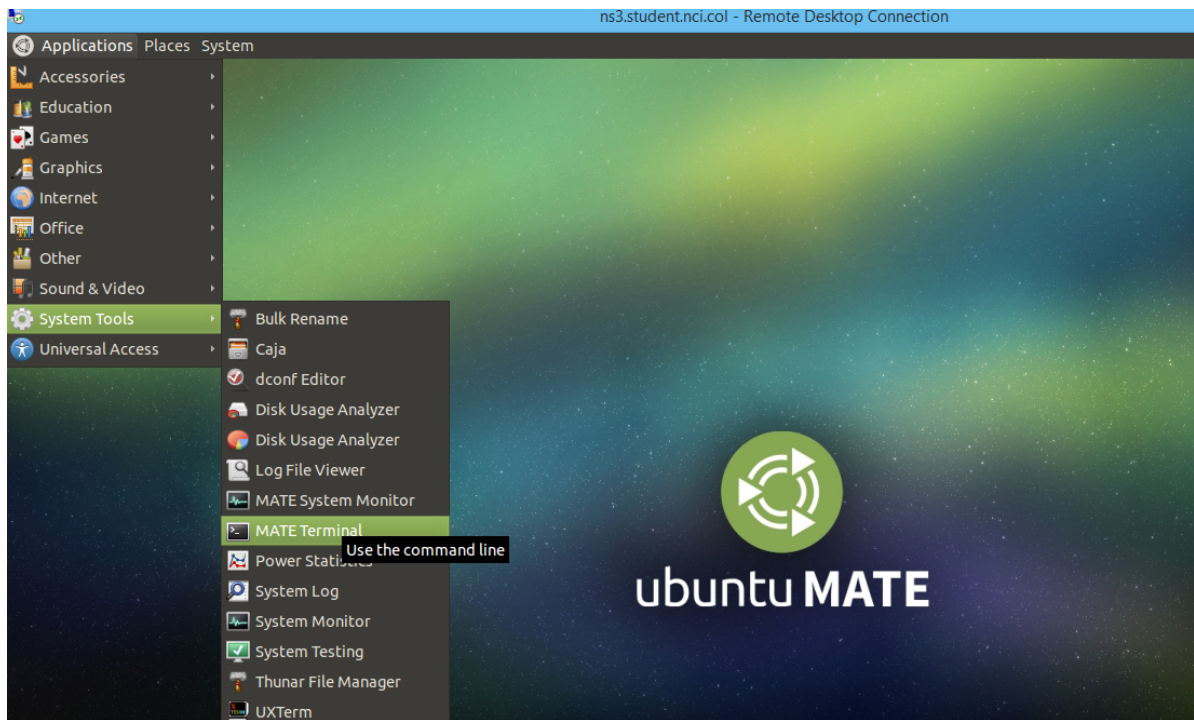 ns3.student.nci.col - Remote Desktop Connection
Applications Places System
Accessories
Education
Games
Graphics
Internet
Office
Other
Sound & Video
System Tools
Universal Access
Bulk Rename
Caja
dconf Editor
Disk Usage Analyzer
Disk Usage Analyzer
Log File Viewer
MATE System Monitor
MATE Terminal
Use the command line
Power Statistics
System Log
System Monitor
System Testing
Thunar File Manager
UXTerm
ubuntu MATE